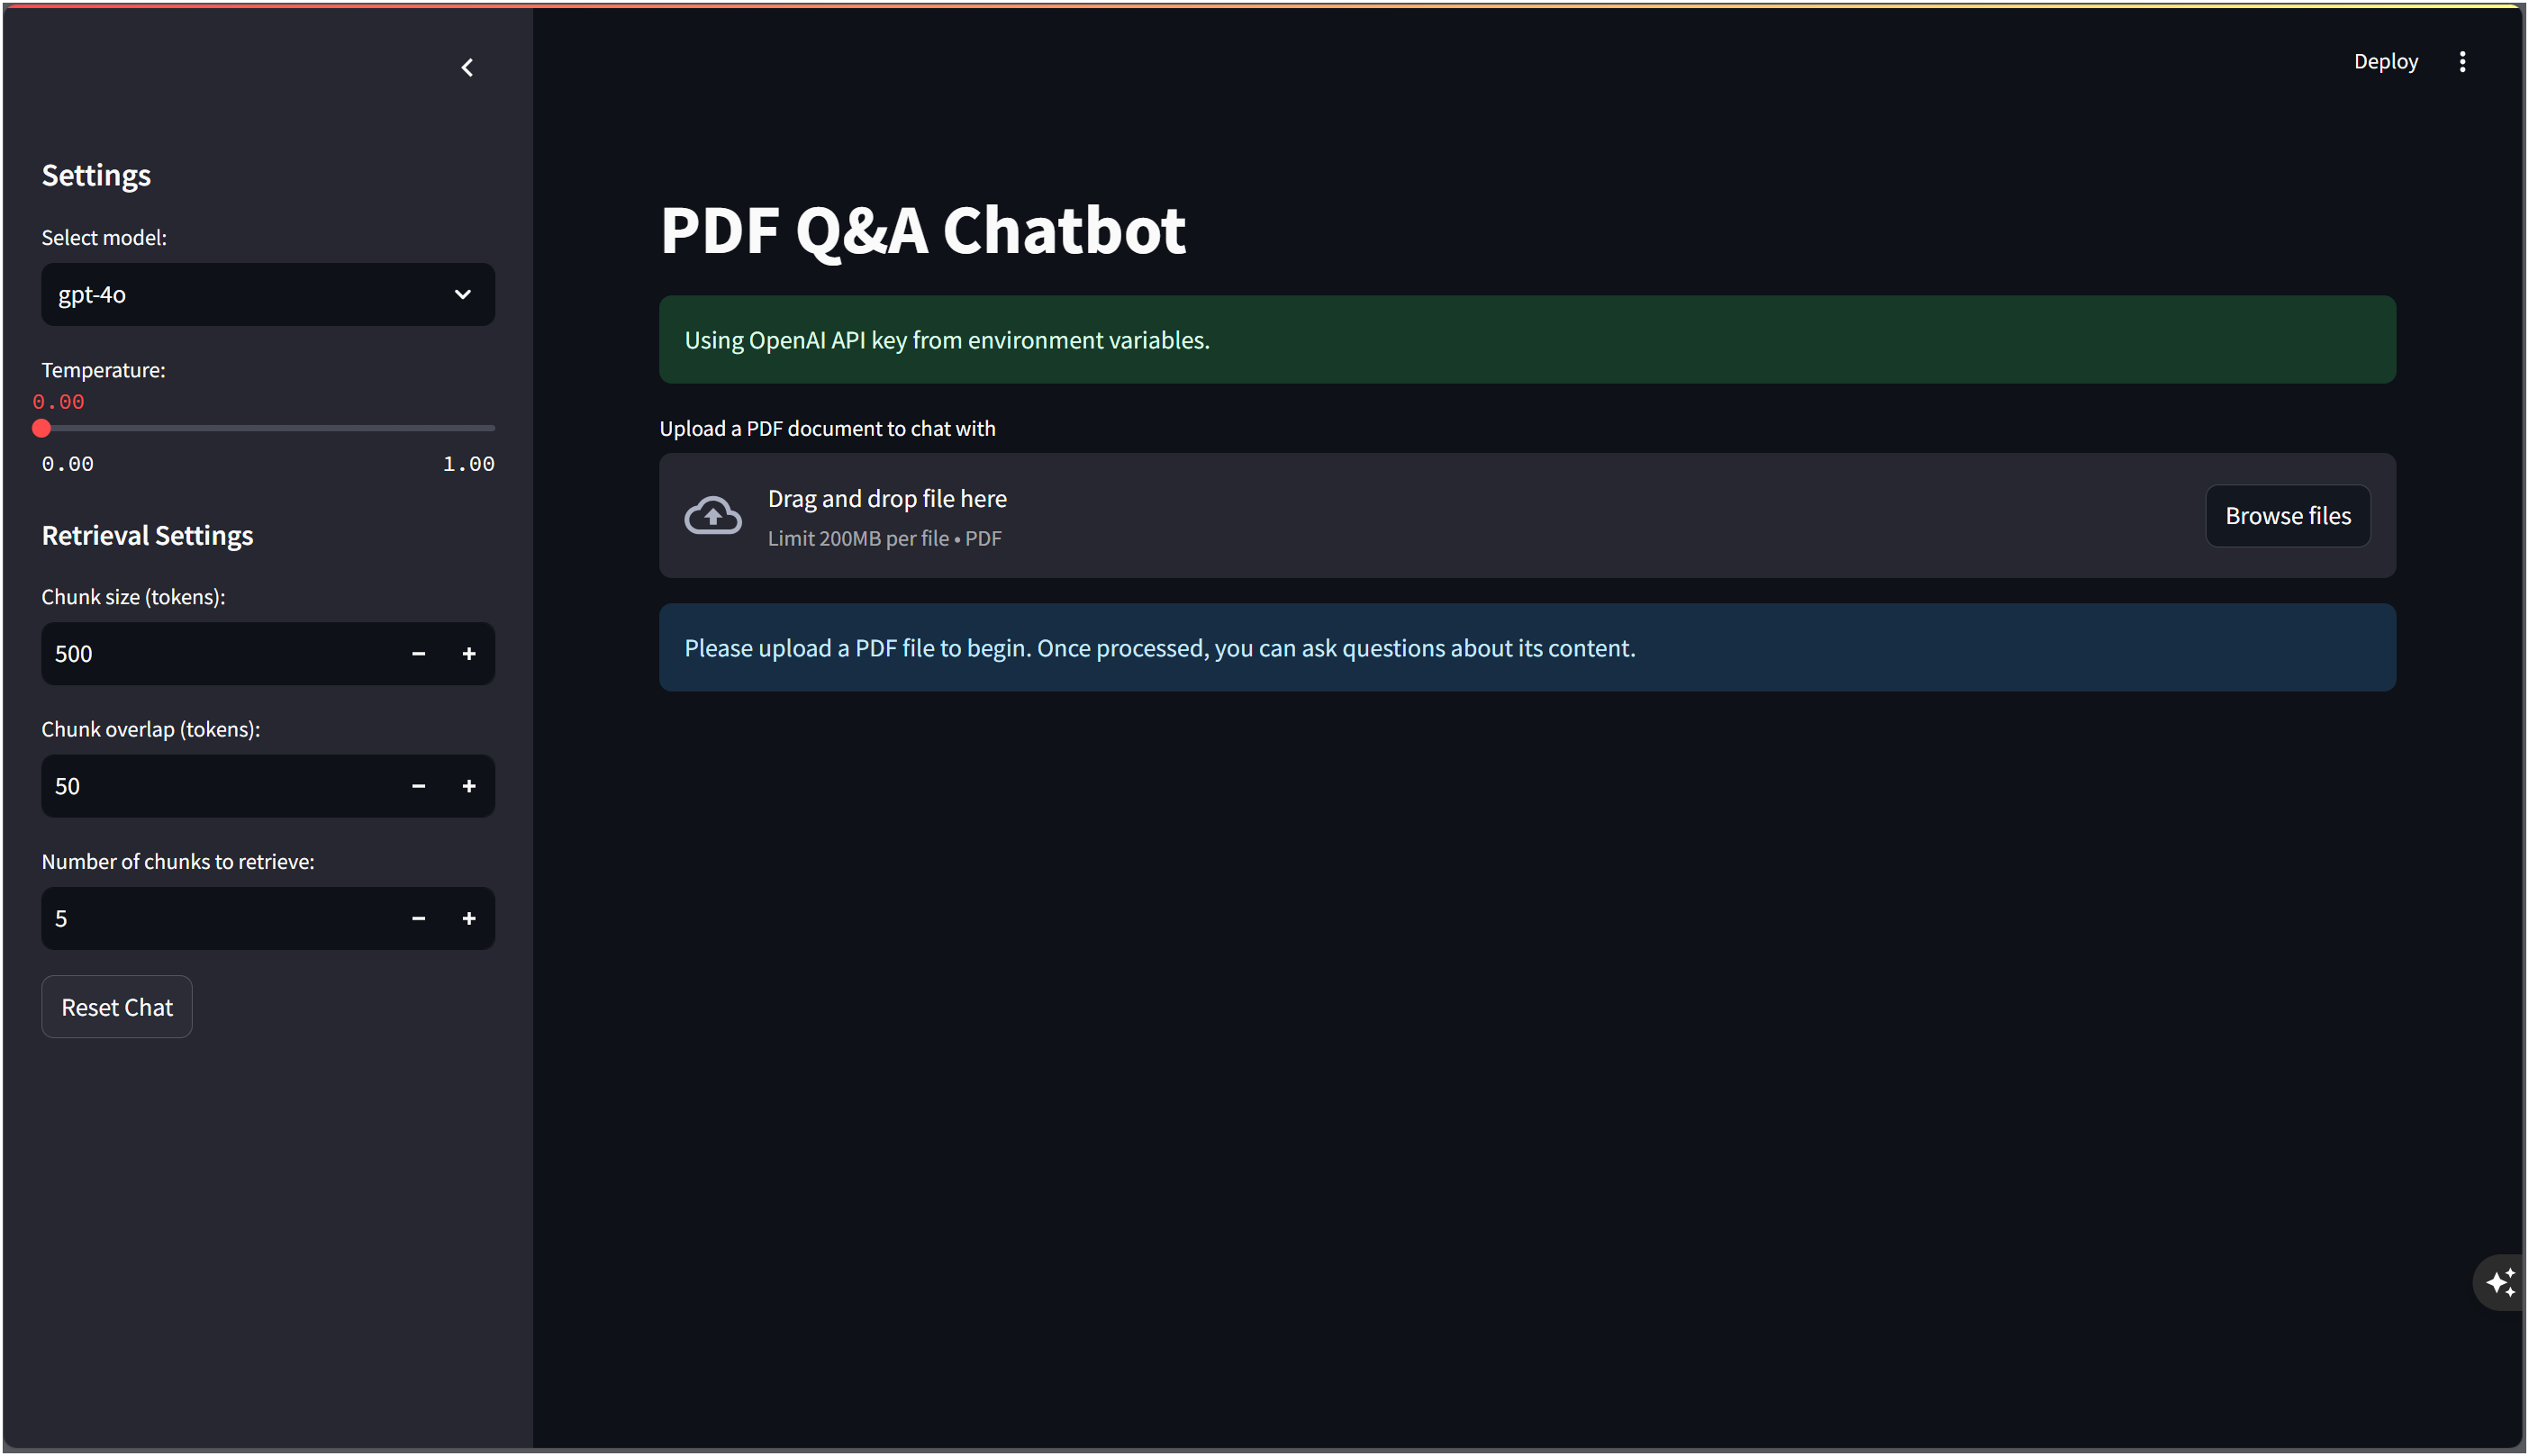 Deploy
Settings
Select model:
gpt-4o
Temperature:
0.00
0.00 1.00
Retrieval Settings
Chunk size (tokens):
500
Chunk overlap (tokens):
50
Number of chunks to retrieve:
5
Reset Chat
PDF Q&A Chatbot
Using OpenAI API key from environment variables.
Upload a PDF document to chat with
Drag and drop file here
Limit 200MB per file • PDF
Browse files
Please upload a PDF file to begin. Once processed, you can ask questions about its content.